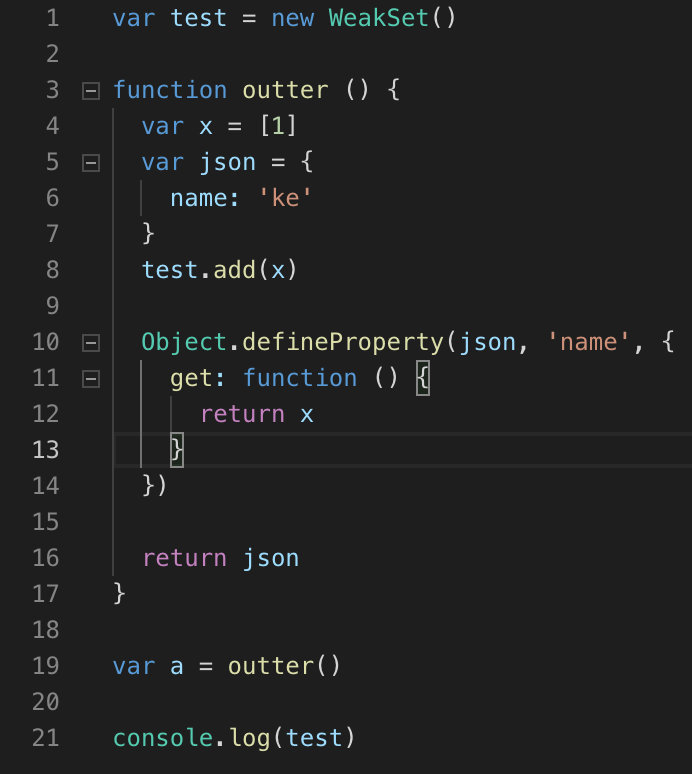 1 var test = new WeakSet()
2
3 function outter () {
4 var x = [1]
5 var json = {
6 name: 'ke'
7 }
8 test.add(x)
9
10 Object.defineProperty(json, 'name', {
11 get: function () {
12 return x
13 }
14 })
15
16 return json
17 }
18
19 var a = outter()
20
21 console.log(test)